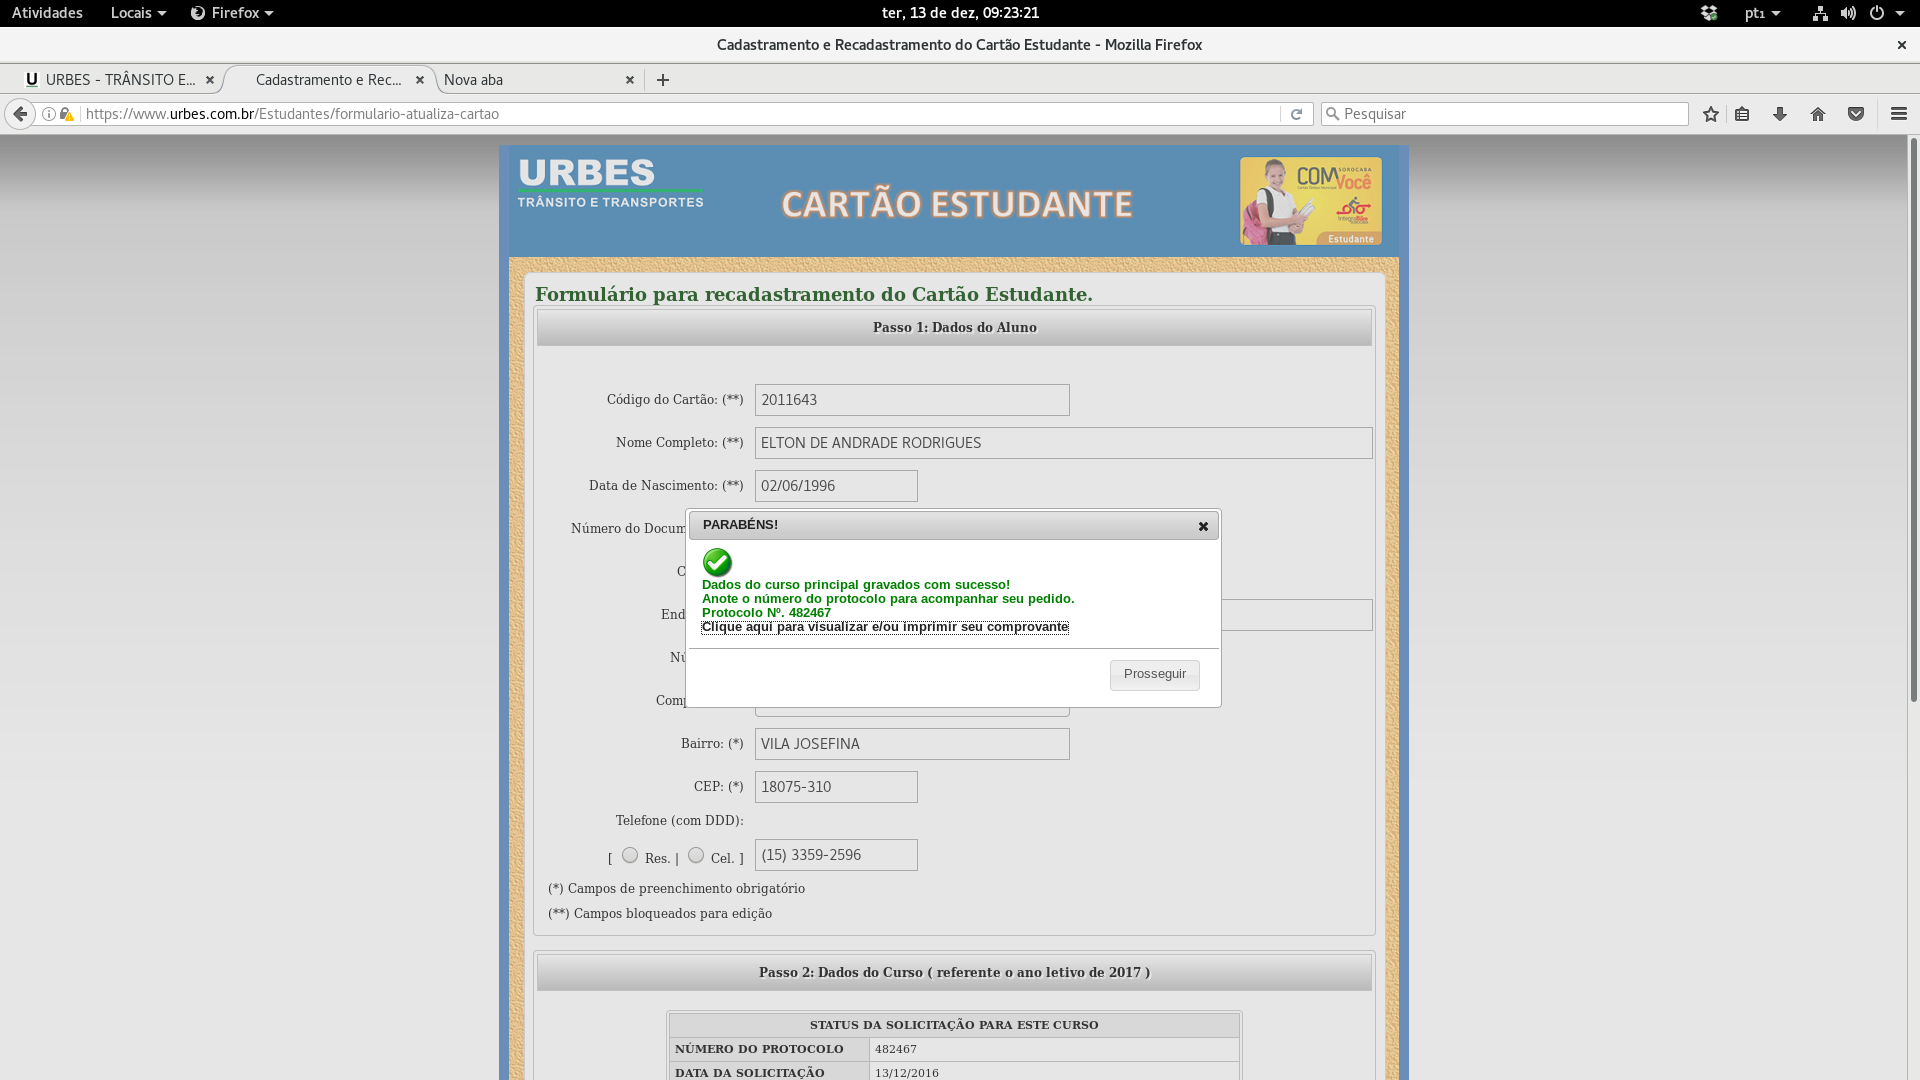 Atividades Locais Firefox ter, 13 de dez, 09:23:21 pt1
Cadastramento e Recadastramento do Cartão Estudante - Mozilla Firefox
URBES - TRÂNSITO E... Cadastramento e Rec... Nova aba
https://www.urbes.com.br/Estudantes/formulario-atualiza-cartao Pesquisar
URBES
TRÂNSITO E TRANSPORTES
CARTÃO ESTUDANTE
SOROCABA
COM
Você
Estudante
Formulário para recadastramento do Cartão Estudante.
Passo 1: Dados do Aluno
Código do Cartão: (**) 2011643
Nome Completo: (**) ELTON DE ANDRADE RODRIGUES
Data de Nascimento: (**) 02/06/1996
Número do Docum
C
End
Nú
Comp
PARABÉNS!
Dados do curso principal gravados com sucesso!
Anote o número do protocolo para acompanhar seu pedido.
Protocolo Nº. 482467
Clique aqui para visualizar e/ou imprimir seu comprovante
Prosseguir
Bairro: (*) VILA JOSEFINA
CEP: (*) 18075-310
Telefone (com DDD):
[ Res. | Cel. ] (15) 3359-2596
(*) Campos de preenchimento obrigatório
(**) Campos bloqueados para edição
Passo 2: Dados do Curso ( referente o ano letivo de 2017 )
STATUS DA SOLICITAÇÃO PARA ESTE CURSO
NÚMERO DO PROTOCOLO 482467
DATA DA SOLICITAÇÃO 13/12/2016